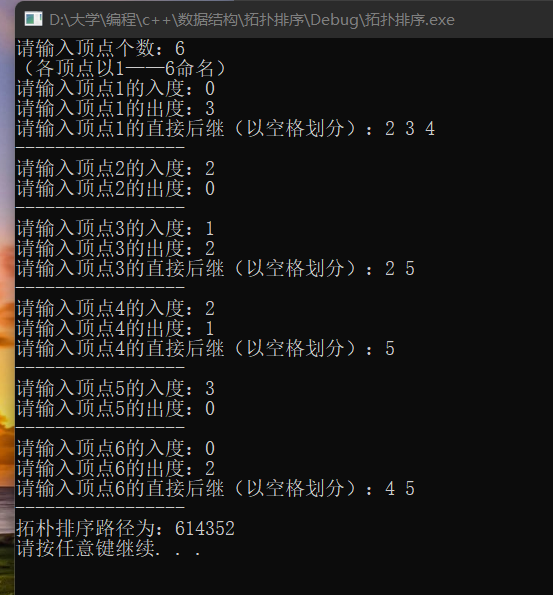 D:\大学\编程\c++\数据结构\拓扑排序\Debug\拓扑排序.exe
请输入顶点个数：6
（各顶点以1——6命名）
请输入顶点1的入度：0
请输入顶点1的出度：3
请输入顶点1的直接后继（以空格划分）：2 3 4
-----------------
请输入顶点2的入度：2
请输入顶点2的出度：0
-----------------
请输入顶点3的入度：1
请输入顶点3的出度：2
请输入顶点3的直接后继（以空格划分）：2 5
-----------------
请输入顶点4的入度：2
请输入顶点4的出度：1
请输入顶点4的直接后继（以空格划分）：5
-----------------
请输入顶点5的入度：3
请输入顶点5的出度：0
-----------------
请输入顶点6的入度：0
请输入顶点6的出度：2
请输入顶点6的直接后继（以空格划分）：4 5
-----------------
拓朴排序路径为：614352
请按任意键继续. . .